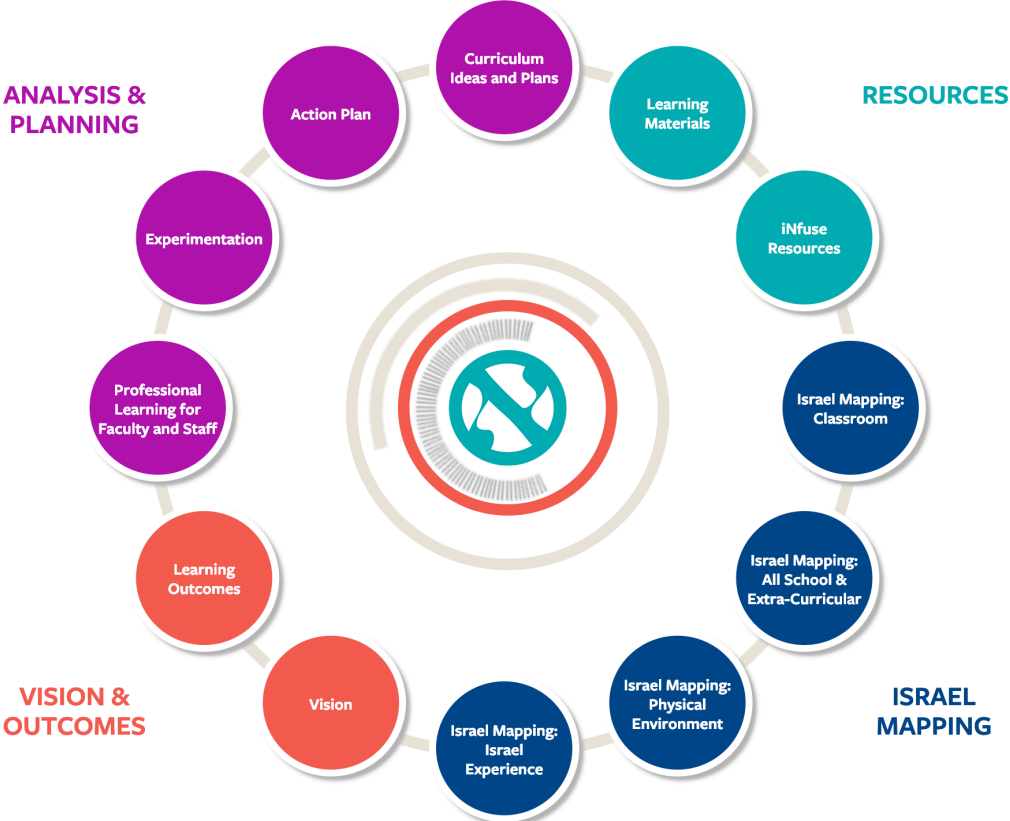 Curriculum
Ideas and Plans
Action Plan
Learning
Materials
ANALYSIS &
PLANNING
RESOURCES
Experimentation
iNfuse
Resources
Professional
Learning for
Faculty and Staff
Israel Mapping:
Classroom
Learning
Outcomes
Israel Mapping:
All School &
Extra-Curricular
VISION &
OUTCOMES
Vision
Israel Mapping:
Israel
Experience
Israel Mapping:
Physical
Environment
ISRAEL
MAPPING